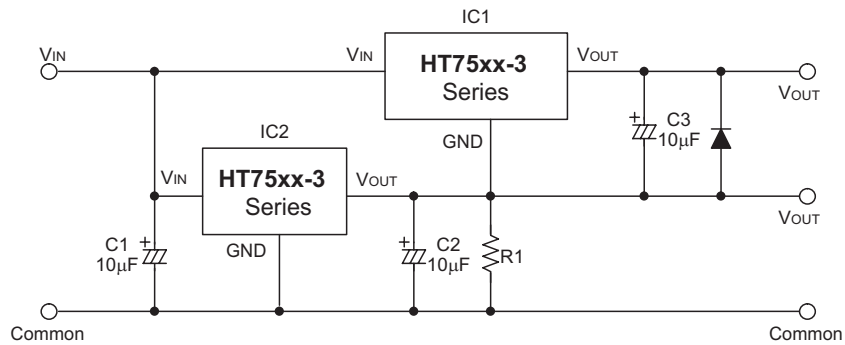 IC1
VIN
VIN
HT75xx-3
Series
VOUT
VOUT
GND
C3
10µF
IC2
VIN
HT75xx-3
Series
VOUT
VOUT
GND
C1
10µF
C2
10µF
R1
Common
Common